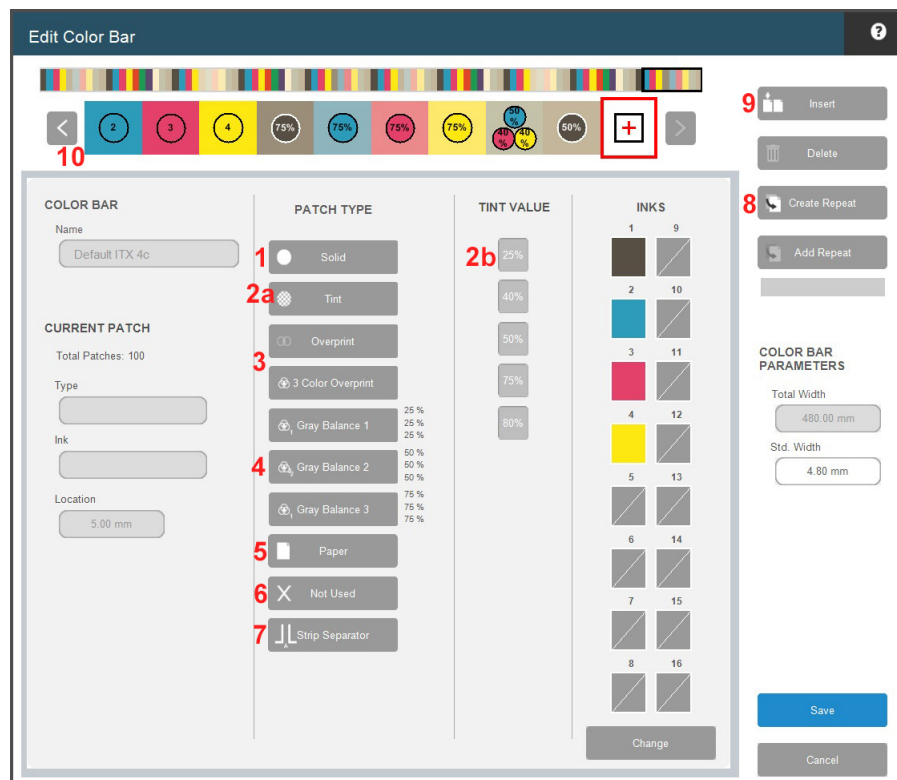 Edit Color Bar
?
9
Insert
2
3
4
75%
75%
75%
75%
50
%
40
%
40
%
50%
10
Delete
COLOR BAR
Name
Default ITX 4c
PATCH TYPE
TINT VALUE
INKS
8
Create Repeat
1
Solid
2a
Tint
3
Overprint
3 Color Overprint
Gray Balance 1
25 %
25 %
25 %
4
Gray Balance 2
50 %
50 %
50 %
Gray Balance 3
75 %
75 %
75 %
5
Paper
6
Not Used
7
Strip Separator
2b
25%
40%
50%
75%
80%
1
9
2
10
3
11
4
12
5
13
6
14
7
15
8
16
Change
Add Repeat
CURRENT PATCH
Total Patches: 100
Type
Ink
Location
5.00 mm
COLOR BAR
PARAMETERS
Total Width
480.00 mm
Std. Width
4.80 mm
Save
Cancel